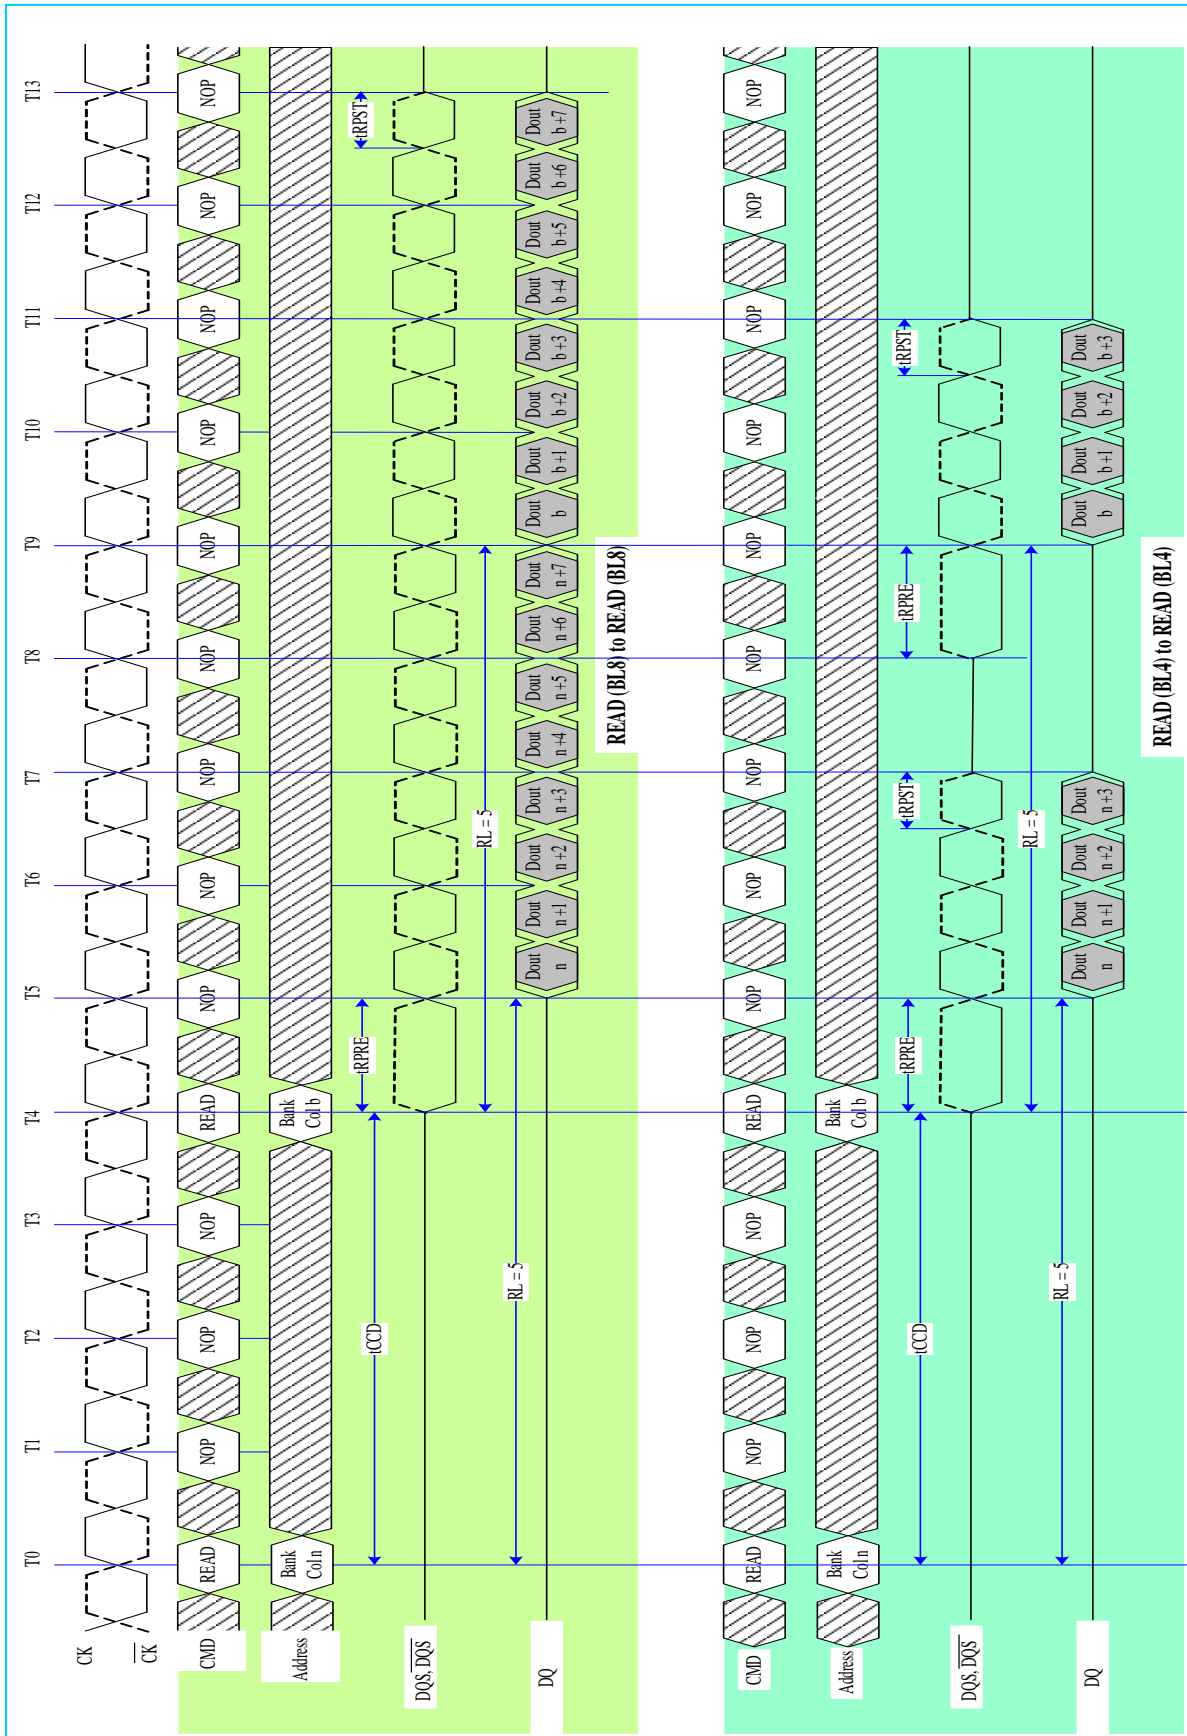 T0 T1 T2 T3 T4 T5 T6 T7 T8 T9 T10 T11 T12 T13
CK
CK
CMD READ NOP NOP NOP READ NOP NOP NOP NOP NOP NOP NOP NOP NOP
Address
Bank
Col n
Bank
Col b
tCCD tRPRE tRPST
DQS, DQS
RL = 5
RL = 5
DQ
Dout
n
Dout
n+1
Dout
n+2
Dout
n+3
Dout
n+4
Dout
n+5
Dout
n+6
Dout
n+7
Dout
b
Dout
b+1
Dout
b+2
Dout
b+3
Dout
b+4
Dout
b+5
Dout
b+6
Dout
b+7
READ (BL8) to READ (BL8)
CMD READ NOP NOP NOP READ NOP NOP NOP NOP NOP NOP NOP NOP NOP
Address
Bank
Col n
Bank
Col b
tCCD tRPRE tRPST tRPRE tRPST
DQS, DQS
RL = 5
RL = 5
DQ
Dout
n
Dout
n+1
Dout
n+2
Dout
n+3
Dout
b
Dout
b+1
Dout
b+2
Dout
b+3
READ (BL4) to READ (BL4)